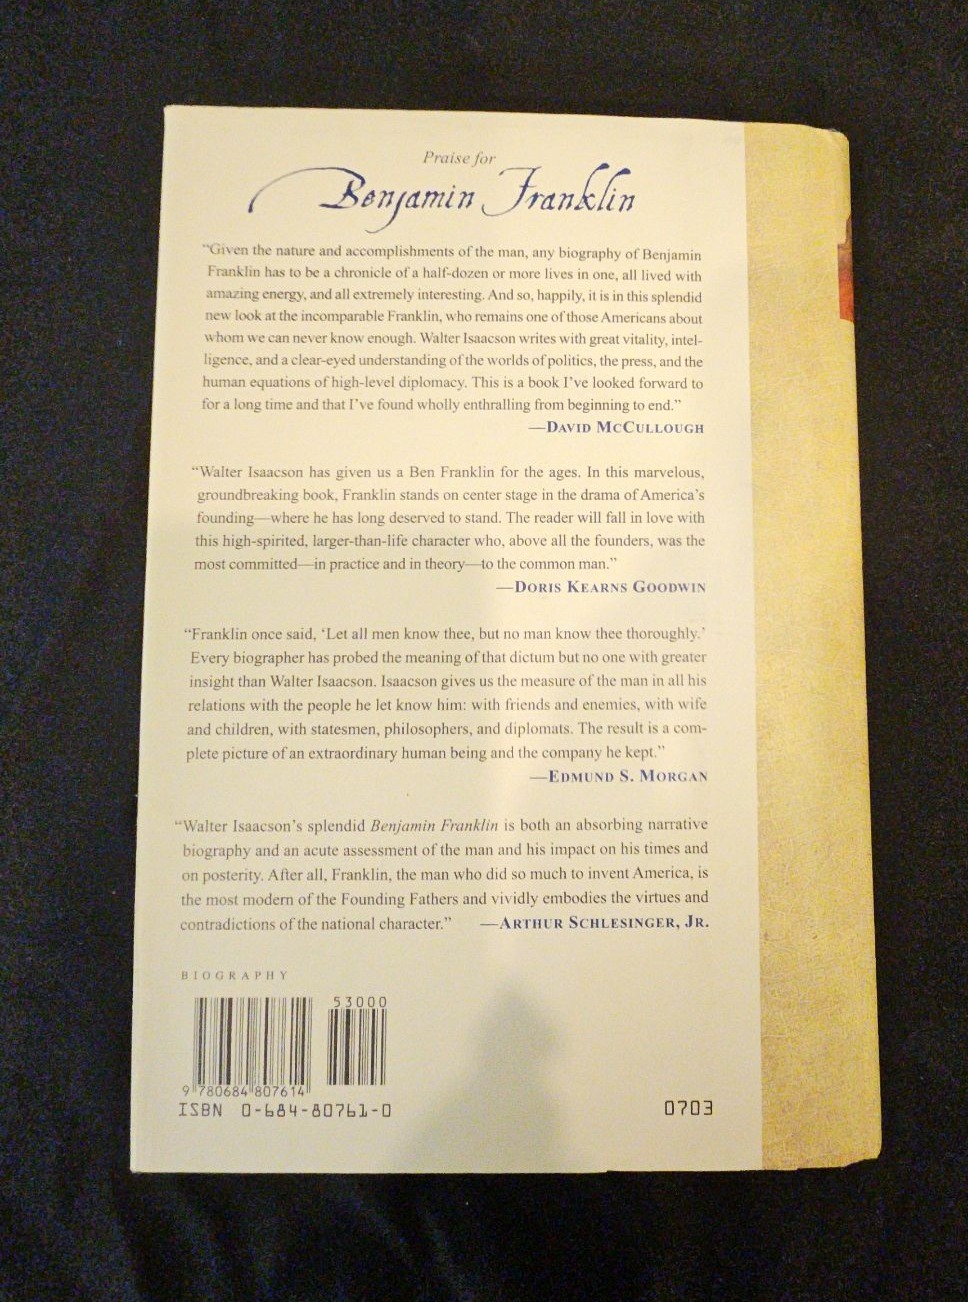 Praise for
Benjamin Franklin
“Given the nature and accomplishments of the man, any biography of Benjamin
Franklin has to be a chronicle of a half-dozen or more lives in one, all lived with
amazing energy, and all extremely interesting. And so, happily, it is in this splendid
new look at the incomparable Franklin, who remains one of those Americans about
whom we can never know enough. Walter Isaacson writes with great vitality, intel-
ligence, and a clear-eyed understanding of the worlds of politics, the press, and the
human equations of high-level diplomacy. This is a book I’ve looked forward to
for a long time and that I’ve found wholly enthralling from beginning to end.”
—DAVID MCCULLOUGH
“Walter Isaacson has given us a Ben Franklin for the ages. In this marvelous,
groundbreaking book, Franklin stands on center stage in the drama of America’s
founding—where he has long deserved to stand. The reader will fall in love with
this high-spirited, larger-than-life character who, above all the founders, was the
most committed—in practice and in theory—to the common man.”
—DORIS KEARNS GOODWIN
“Franklin once said, ‘Let all men know thee, but no man know thee thoroughly.’
Every biographer has probed the meaning of that dictum but no one with greater
insight than Walter Isaacson. Isaacson gives us the measure of the man in all his
relations with the people he let know him: with friends and enemies, with wife
and children, with statesmen, philosophers, and diplomats. The result is a com-
plete picture of an extraordinary human being and the company he kept.”
—EDMUND S. MORGAN
“Walter Isaacson’s splendid Benjamin Franklin is both an absorbing narrative
biography and an acute assessment of the man and his impact on his times and
on posterity. After all, Franklin, the man who did so much to invent America, is
the most modern of the Founding Fathers and vividly embodies the virtues and
contradictions of the national character.” —ARTHUR SCHLESINGER, JR.
BIOGRAPHY
53000
9 780684 807614
ISBN 0-684-80761-0
0703